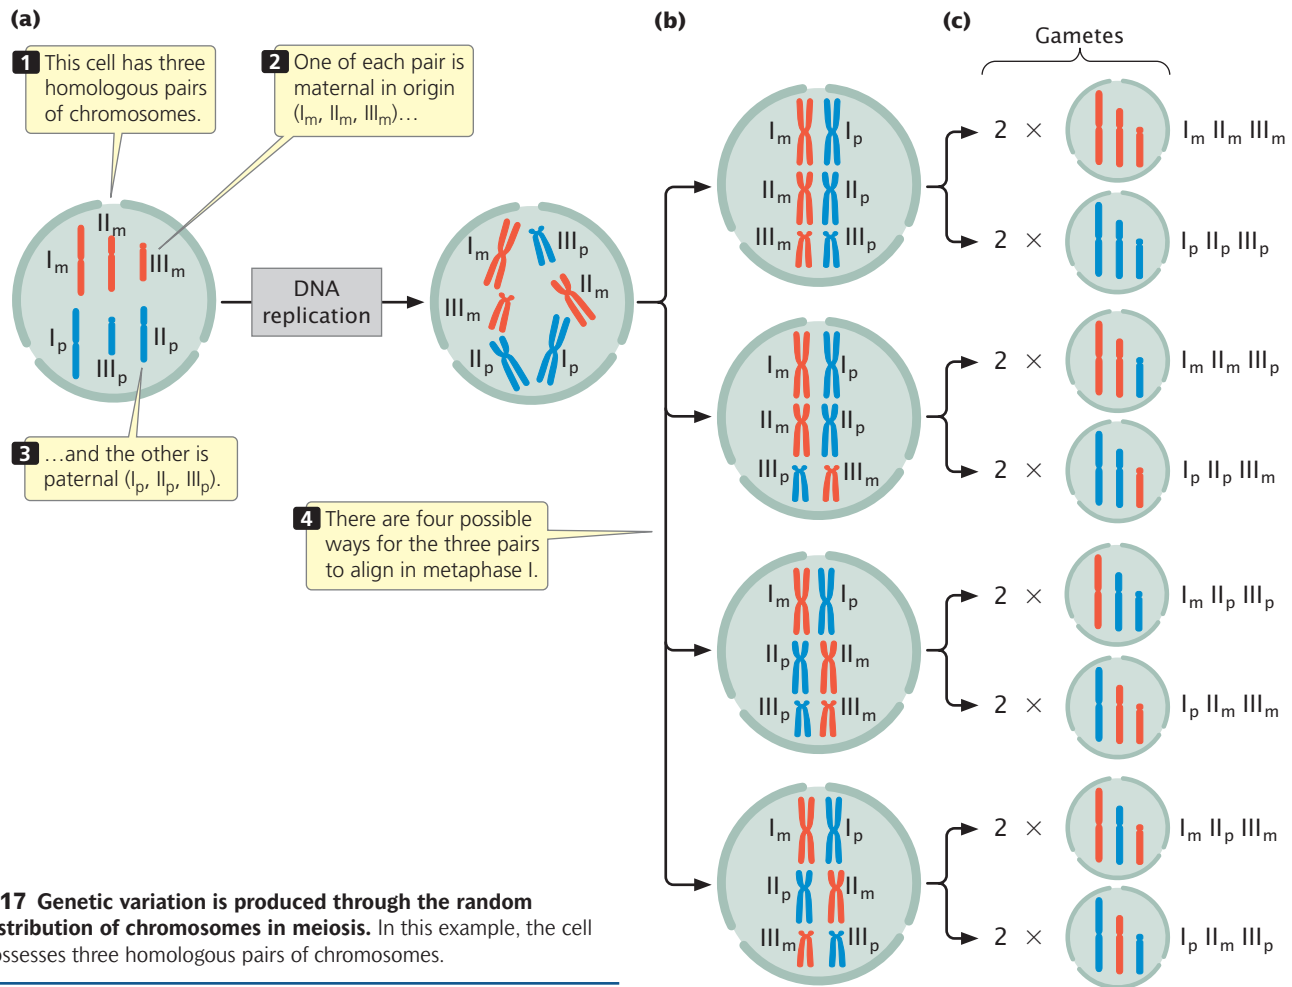 (a)
1 This cell has three
homologous pairs
of chromosomes.
2 One of each pair is
maternal in origin
(Im, IIm, IIIm)…
Im
IIm
IIIm
Ip
IIIp
IIp
3 …and the other is
paternal (Ip, IIp, IIIp).
DNA
replication
Im
IIIp
IIm
IIIm
IIp
Ip
4 There are four possible
ways for the three pairs
to align in metaphase I.
(b)
Im Ip
IIm IIp
IIIm IIIp
Im Ip
IIm IIp
IIIp IIIm
Im Ip
IIp IIm
IIIp IIIm
Im Ip
IIp IIm
IIIm IIIp
(c)
Gametes
2 × Im IIm IIIm
2 × Ip IIp IIIp
2 × Im IIm IIIp
2 × Ip IIp IIIm
2 × Im IIp IIIp
2 × Ip IIm IIIm
2 × Im IIp IIIm
2 × Ip IIm IIIp
17 Genetic variation is produced through the random
stribution of chromosomes in meiosis. In this example, the cell
ossesses three homologous pairs of chromosomes.